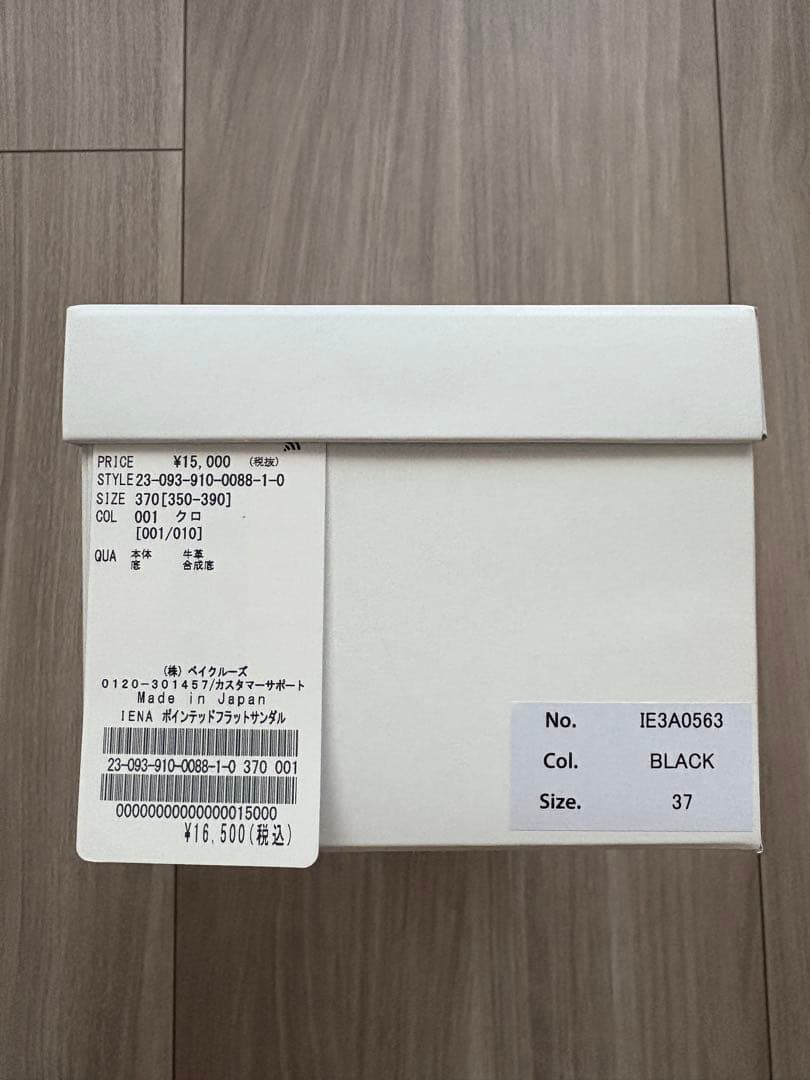 PRICE ¥15,000 (税抜)
STYLE23-093-910-0088-1-0
SIZE 370[350-390]
COL 001 クロ
[001/010]
QUA 本体 牛革
底 合成底
(株) ベイクルーズ
0120-301457/カスタマーサポート
Made in Japan
IENA ポインテッドフラットサンダル
23-093-910-0088-1-0 370 001
00000000000000015000
¥16,500(税込)
No. IE3A0563
Col. BLACK
Size. 37